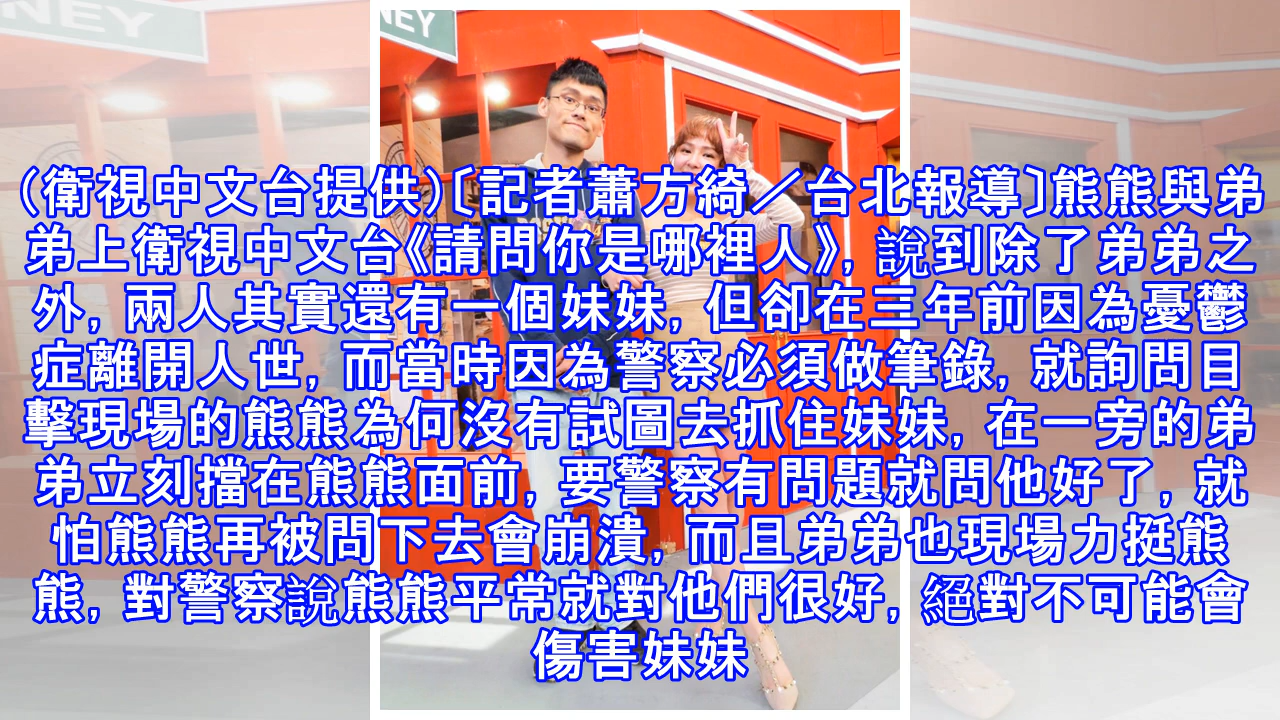 NEY
NEY
(衛視中文台提供)〔記者蕭方綺／台北報導〕熊熊與弟
弟上衛視中文台《請問你是哪裡人》, 說到除了弟弟之
外, 兩人其實還有一個妹妹, 但卻在三年前因為憂鬱
症離開人世, 而當時因為警察必須做筆錄, 就詢問目
擊現場的熊熊為何沒有試圖去抓住妹妹, 在一旁的弟
弟立刻擋在熊熊面前, 要警察有問題就問他好了, 就
怕熊熊再被問下去會崩潰, 而且弟弟也現場力挺熊
熊, 對警察說熊熊平常就對他們很好, 絕對不可能會
傷害妹妹